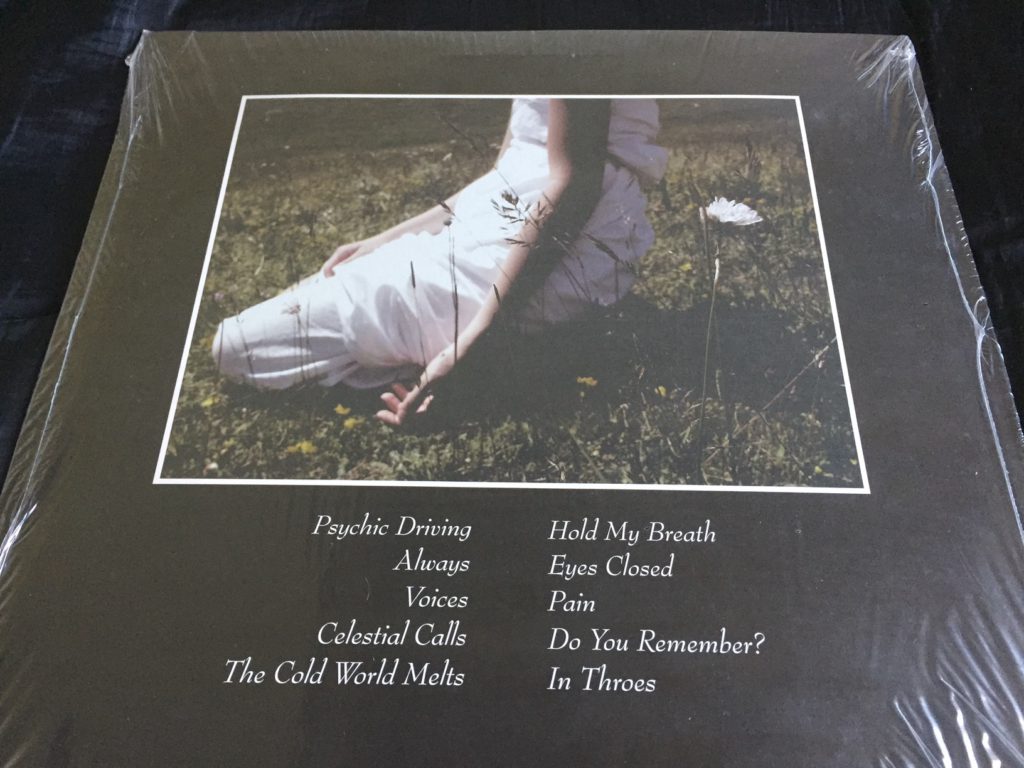 Psychic Driving
Always
Voices
Celestial Calls
The Cold World Melts
Hold My Breath
Eyes Closed
Pain
Do You Remember?
In Throes